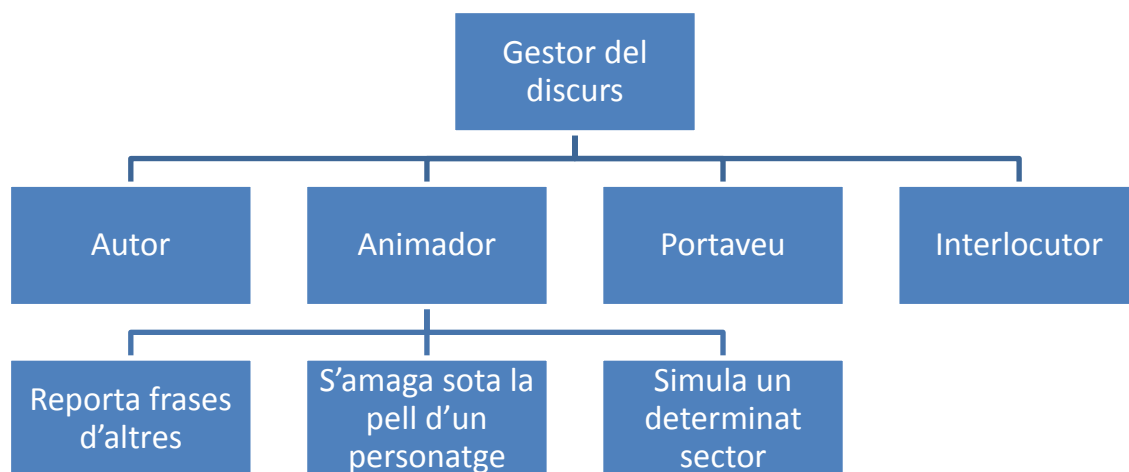 Gestor del
discurs
Autor
Animador
Portaveu
Interlocutor
Reporta frases
d'altres
S'amaga sota la
pell d'un
personatge
Simula un
determinat
sector